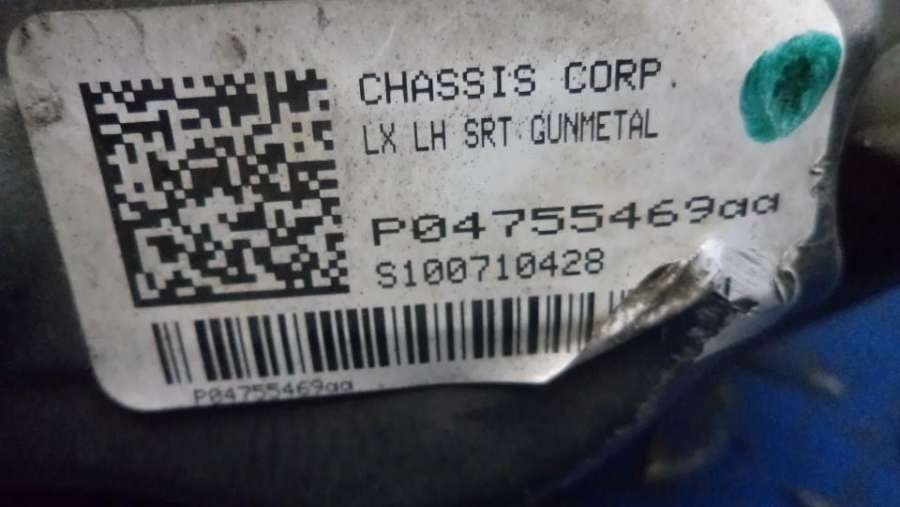 CHASSIS CORP.
LX LH SRT GUNMETAL
P04755469aa
S100710428
P04755469aa